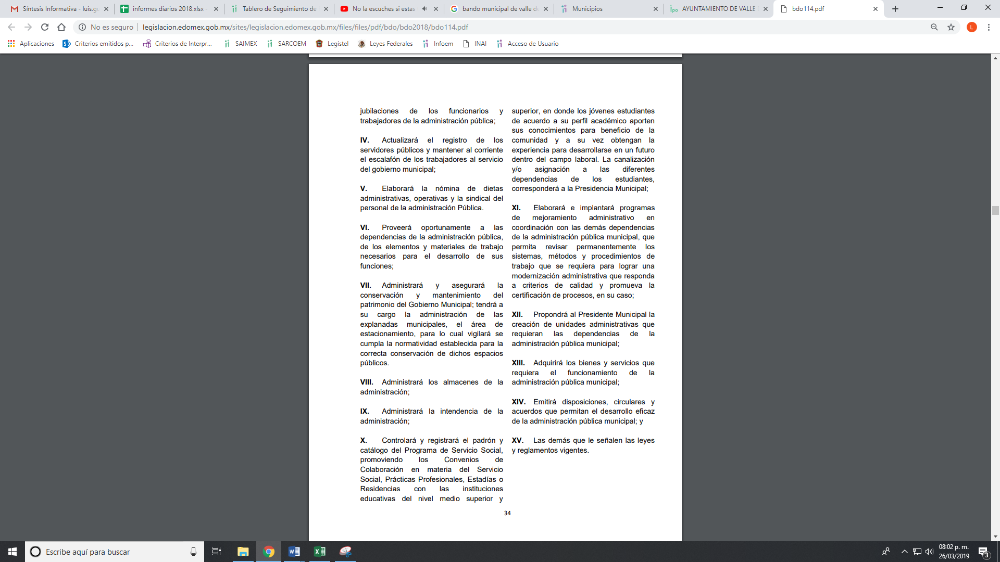 Síntesis Informativa - luis.gu
informes diarios 2018.xlsx -
Tablero de Seguimiento de
No la escuches si estas
bando municipal de valle de
Municipios
AYUNTAMIENTO DE VALLE
bdo114.pdf
No es seguro
legislacion.edomex.gob.mx/sites/legislacion.edomex.gob.mx/files/files/pdf/bdo/bdo2018/bdo114.pdf
L
Aplicaciones
Criterios emitidos p...
Criterios de Interpr...
SAIMEX
SARCOEM
Legistel
Leyes Federales
Infoem
INAI
Acceso de Usuario
jubilaciones de los funcionarios y
trabajadores de la administración pública;
IV. Actualizará el registro de los
servidores públicos y mantener al corriente
el escalafón de los trabajadores al servicio
del gobierno municipal;
V. Elaborará la nómina de dietas
administrativas, operativas y la sindical del
personal de la administración Pública.
VI. Proveerá oportunamente a las
dependencias de la administración pública,
de los elementos y materiales de trabajo
necesarios para el desarrollo de sus
funciones;
VII. Administrará y asegurará la
conservación y mantenimiento del
patrimonio del Gobierno Municipal; tendrá a
su cargo la administración de las
explanadas municipales, el área de
estacionamiento, para lo cual vigilará se
cumpla la normatividad establecida para la
correcta conservación de dichos espacios
públicos.
VIII. Administrará los almacenes de la
administración;
IX. Administrará la intendencia de la
administración;
X. Controlará y registrará el padrón y
catálogo del Programa de Servicio Social,
promoviendo los Convenios de
Colaboración en materia del Servicio
Social, Prácticas Profesionales, Estadías o
Residencias con las instituciones
educativas del nivel medio superior y
superior, en donde los jóvenes estudiantes
de acuerdo a su perfil académico aporten
sus conocimientos para beneficio de la
comunidad y a su vez obtengan la
experiencia para desarrollarse en un futuro
dentro del campo laboral. La canalización
y/o asignación a las diferentes
dependencias de los estudiantes,
corresponderá a la Presidencia Municipal;
XI. Elaborará e implantará programas
de mejoramiento administrativo en
coordinación con las demás dependencias
de la administración pública municipal, que
permita revisar permanentemente los
sistemas, métodos y procedimientos de
trabajo que se requiera para lograr una
modernización administrativa que responda
a criterios de calidad y promueva la
certificación de procesos, en su caso;
XII. Propondrá al Presidente Municipal la
creación de unidades administrativas que
requieran las dependencias de la
administración pública municipal;
XIII. Adquirirá los bienes y servicios que
requiera el funcionamiento de la
administración pública municipal;
XIV. Emitirá disposiciones, circulares y
acuerdos que permitan el desarrollo eficaz
de la administración pública municipal; y
XV. Las demás que le señalen las leyes
y reglamentos vigentes.
34
Escribe aquí para buscar
08:02 p. m.
26/03/2019
3